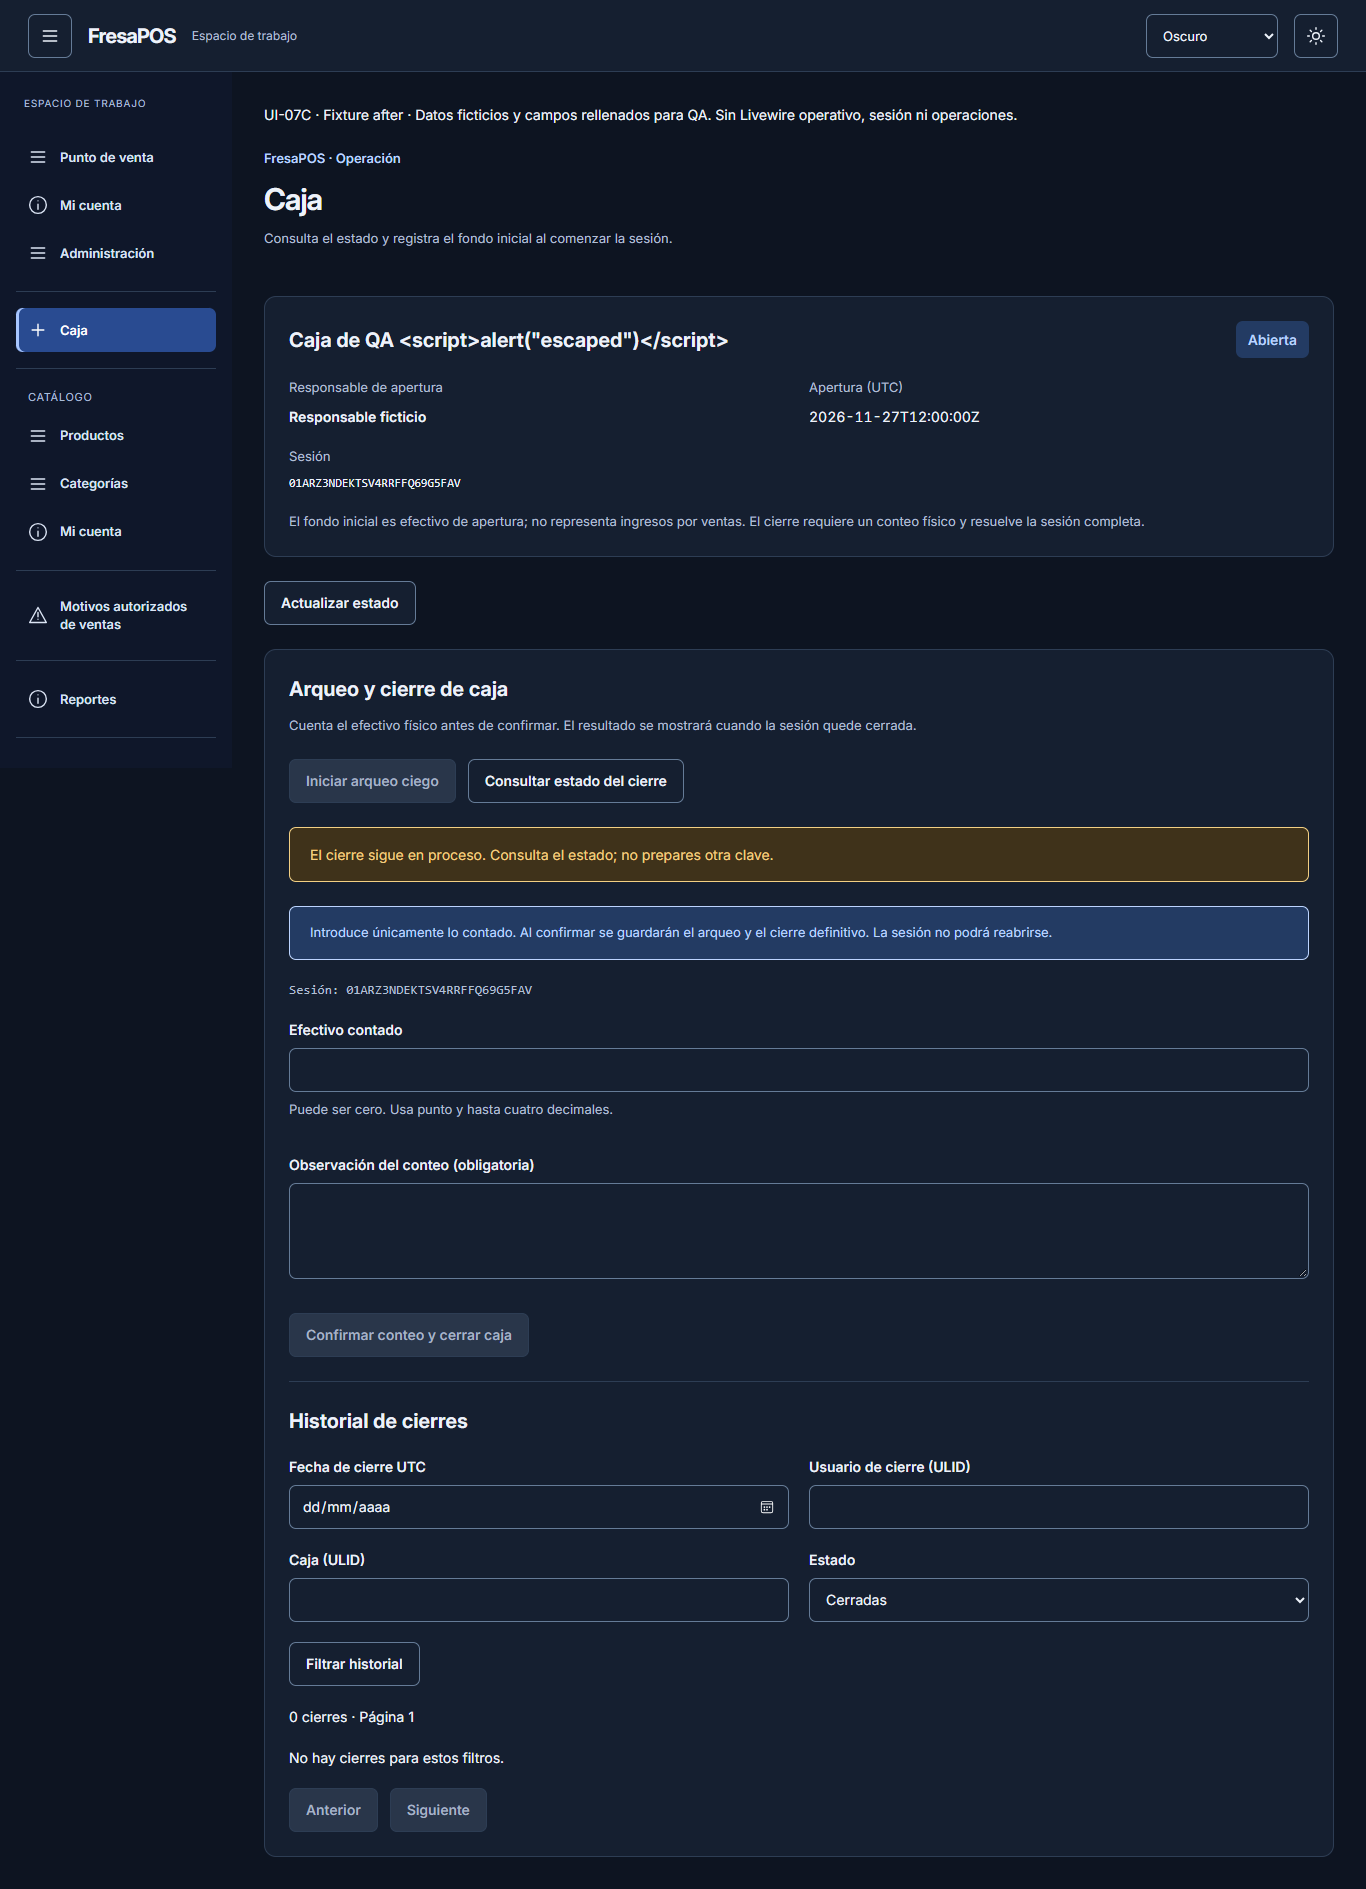 FresaPOS
Espacio de trabajo
Oscuro
ESPACIO DE TRABAJO
Punto de venta
Mi cuenta
Administración
Caja
CATÁLOGO
Productos
Categorías
Mi cuenta
Motivos autorizados
de ventas
Reportes
UI-07C · Fixture after · Datos ficticios y campos rellenados para QA. Sin Livewire operativo, sesión ni operaciones.
FresaPOS · Operación
Caja
Consulta el estado y registra el fondo inicial al comenzar la sesión.
Caja de QA <script>alert("escaped")</script>
Abierta
Responsable de apertura
Responsable ficticio
Apertura (UTC)
2026-11-27T12:00:00Z
Sesión
01ARZ3NDEKTSV4RRFFQ69G5FAV
El fondo inicial es efectivo de apertura; no representa ingresos por ventas. El cierre requiere un conteo físico y resuelve la sesión completa.
Actualizar estado
Arqueo y cierre de caja
Cuenta el efectivo físico antes de confirmar. El resultado se mostrará cuando la sesión quede cerrada.
Iniciar arqueo ciego
Consultar estado del cierre
El cierre sigue en proceso. Consulta el estado; no prepares otra clave.
Introduce únicamente lo contado. Al confirmar se guardarán el arqueo y el cierre definitivo. La sesión no podrá reabrirse.
Sesión: 01ARZ3NDEKTSV4RRFFQ69G5FAV
Efectivo contado
Puede ser cero. Usa punto y hasta cuatro decimales.
Observación del conteo (obligatoria)
Confirmar conteo y cerrar caja
Historial de cierres
Fecha de cierre UTC
dd/mm/aaaa
Usuario de cierre (ULID)
Caja (ULID)
Estado
Cerradas
Filtrar historial
0 cierres · Página 1
No hay cierres para estos filtros.
Anterior
Siguiente